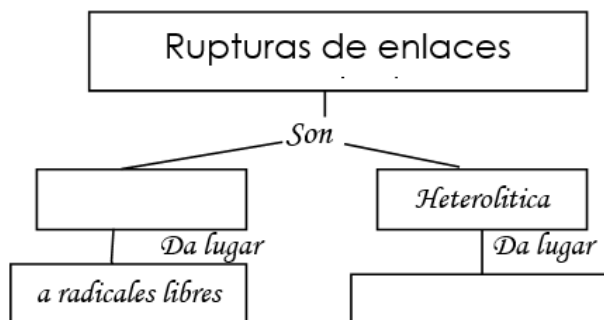 Rupturas de enlaces
Son
Heterolitica
Da lugar
Da lugar
a radicales libres